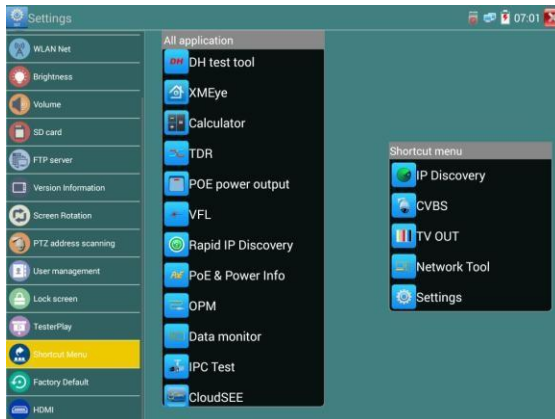 Settings
07:01
WLAN Net
Brightness
Volume
SD card
FTP server
Version Information
Screen Rotation
PTZ address scanning
User management
Lock screen
TesterPlay
Shortcut Menu
Factory Default
HDMI
All application
DH DH test tool
XMEye
Calculator
TDR
POE power output
VFL
Rapid IP Discovery
PoE & Power Info
OPM
Data monitor
IPC Test
CloudSEE
Shortcut menu
IP Discovery
CVBS
TV OUT
Network Tool
Settings